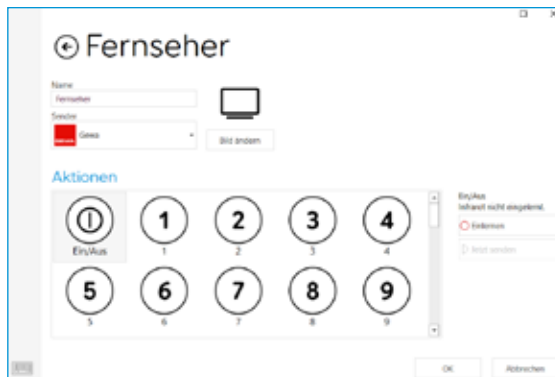 Fernseher
Name
Fernseher
Sender
Gewa
Bild ändern
Aktionen
Ein/Aus
1
1
2
2
3
3
4
4
5
5
6
6
7
7
8
8
9
9
Ein/Aus
Infrarot nicht eingelernt.
Einlernen
Jetzt senden
OK
Abbrechen